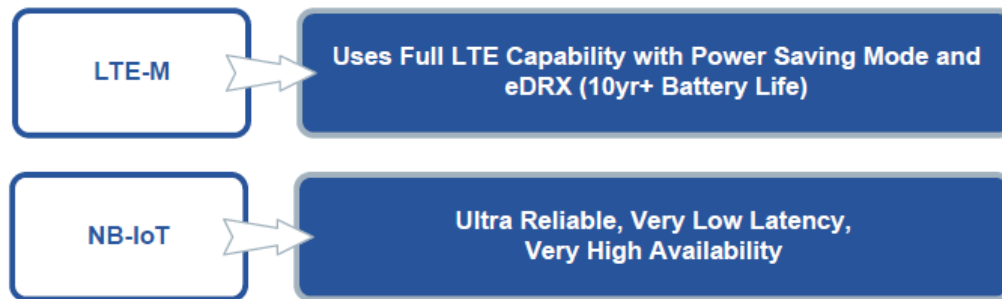 LTE-M
Uses Full LTE Capability with Power Saving Mode and
eDRX (10yr+ Battery Life)
NB-IoT
Ultra Reliable, Very Low Latency,
Very High Availability